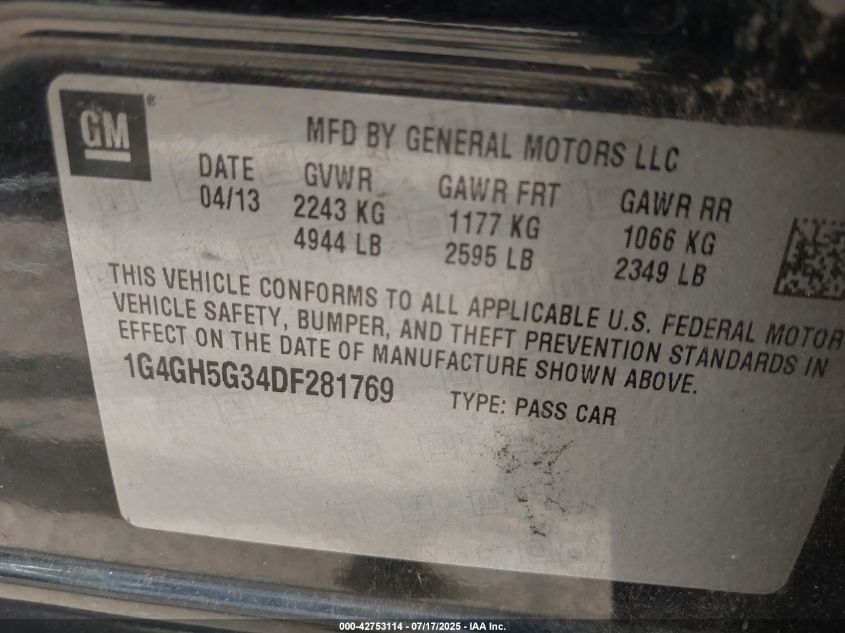 GM ®
MFD BY GENERAL MOTORS LLC
DATE GVWR GAWR FRT GAWR RR
04/13 2243 KG 1177 KG 1066 KG
4944 LB 2595 LB 2349 LB
THIS VEHICLE CONFORMS TO ALL APPLICABLE U.S. FEDERAL MOTOR
VEHICLE SAFETY, BUMPER, AND THEFT PREVENTION STANDARDS IN
EFFECT ON THE DATE OF MANUFACTURE SHOWN ABOVE.
1G4GH5G34DF281769 TYPE: PASS CAR
000-42753114 - 07/17/2025 - IAA Inc.